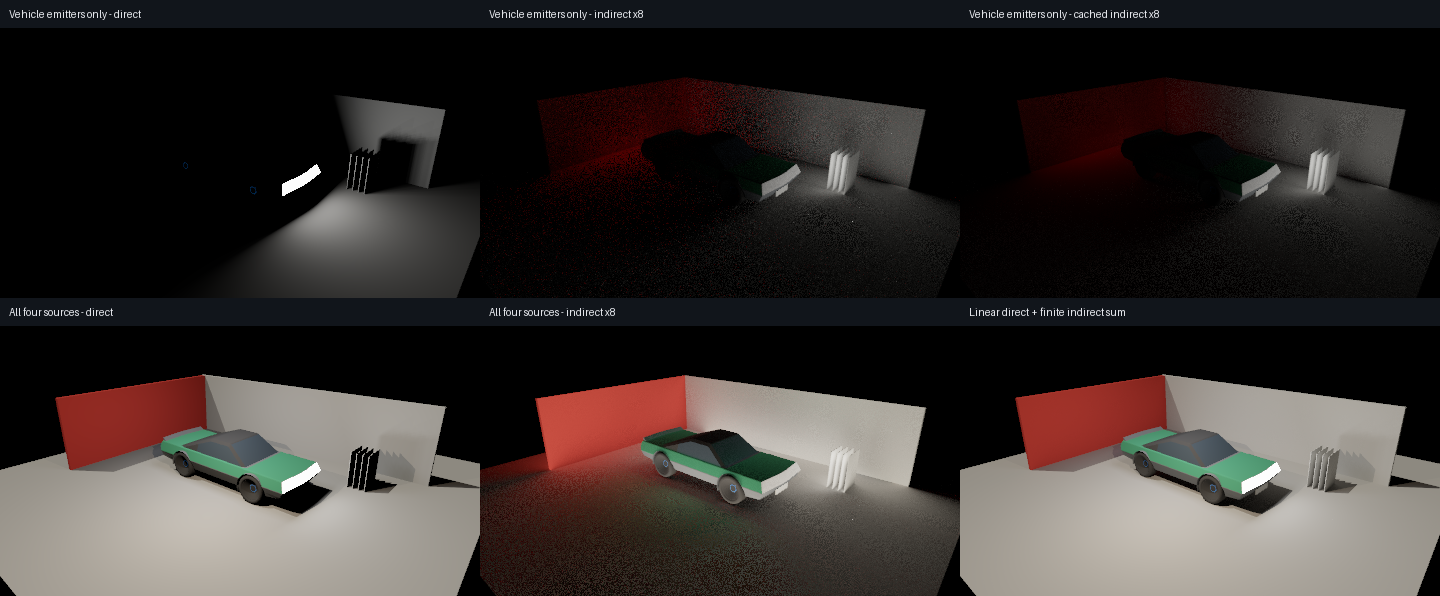 Vehicle emitters only - direct
Vehicle emitters only - indirect x8
Vehicle emitters only - cached indirect x8
All four sources - direct
All four sources - indirect x8
Linear direct + finite indirect sum